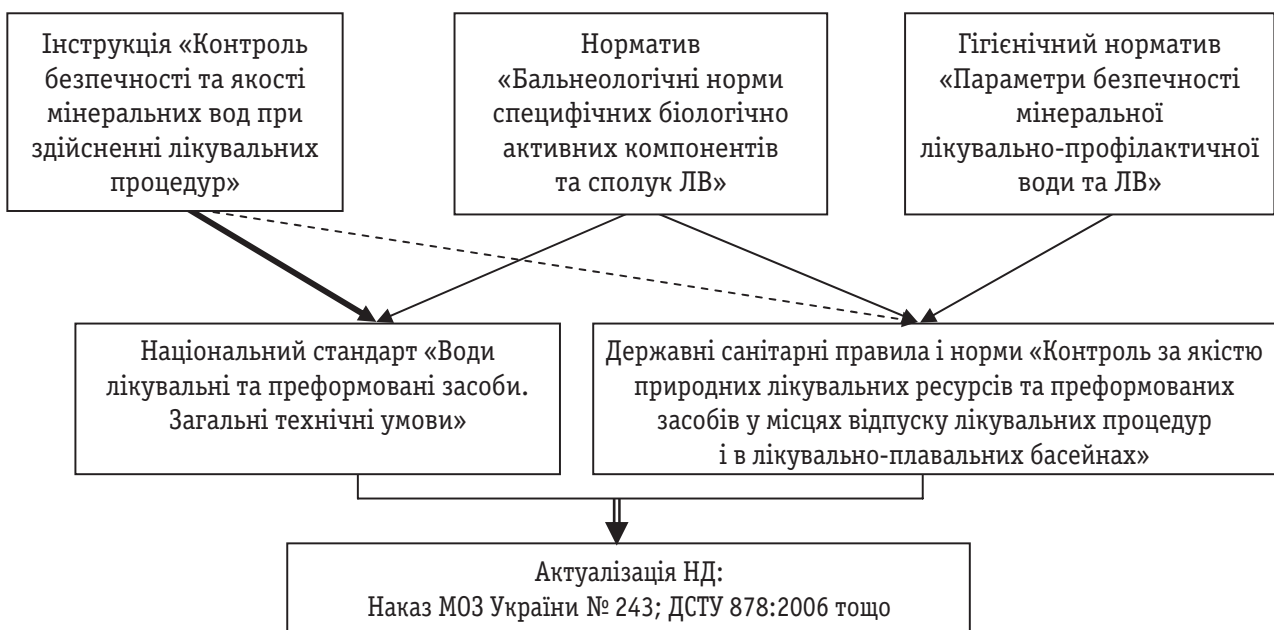 Інструкція «Контроль
безпечності та якості
мінеральних вод при
здійсненні лікувальних
процедур»
Норматив
«Бальнеологічні норми
специфічних біологічно
активних компонентів
та сполук ЛВ»
Гігієнічний норматив
«Параметри безпечності
мінеральної
лікувально-профілактичної
води та ЛВ»
Національний стандарт «Води
лікувальні та преформовані засоби.
Загальні технічні умови»
Державні санітарні правила і норми «Контроль за якістю
природних лікувальних ресурсів та преформованих
засобів у місцях відпуску лікувальних процедур
і в лікувально-плавальних басейнах»
Актуалізація НД:
Наказ МОЗ України № 243; ДСТУ 878:2006 тощо